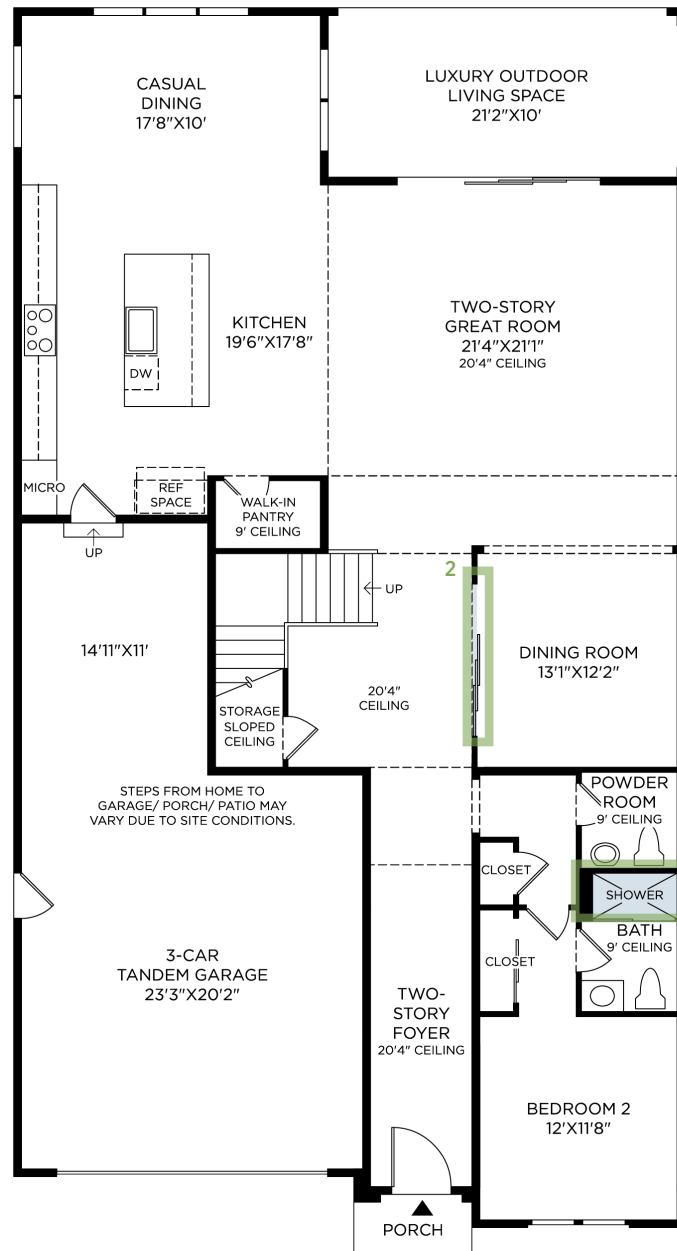 CASUAL
DINING
17'8"X10'
LUXURY OUTDOOR
LIVING SPACE
21'2"X10'
KITCHEN
19'6"X17'8"
DW
TWO-STORY
GREAT ROOM
21'4"X21'1"
20'4" CEILING
MICRO
REF
SPACE
WALK-IN
PANTRY
9' CEILING
UP
UP
2
14'11"X11'
DINING ROOM
13'1"X12'2"
20'4"
CEILING
STORAGE
SLOPED
CEILING
STEPS FROM HOME TO
GARAGE/ PORCH/ PATIO MAY
VARY DUE TO SITE CONDITIONS.
POWDER
ROOM
9' CEILING
CLOSET
SHOWER
BATH
9' CEILING
CLOSET
3-CAR
TANDEM GARAGE
23'3"X20'2"
TWO-
STORY
FOYER
20'4" CEILING
BEDROOM 2
12'X11'8"
PORCH